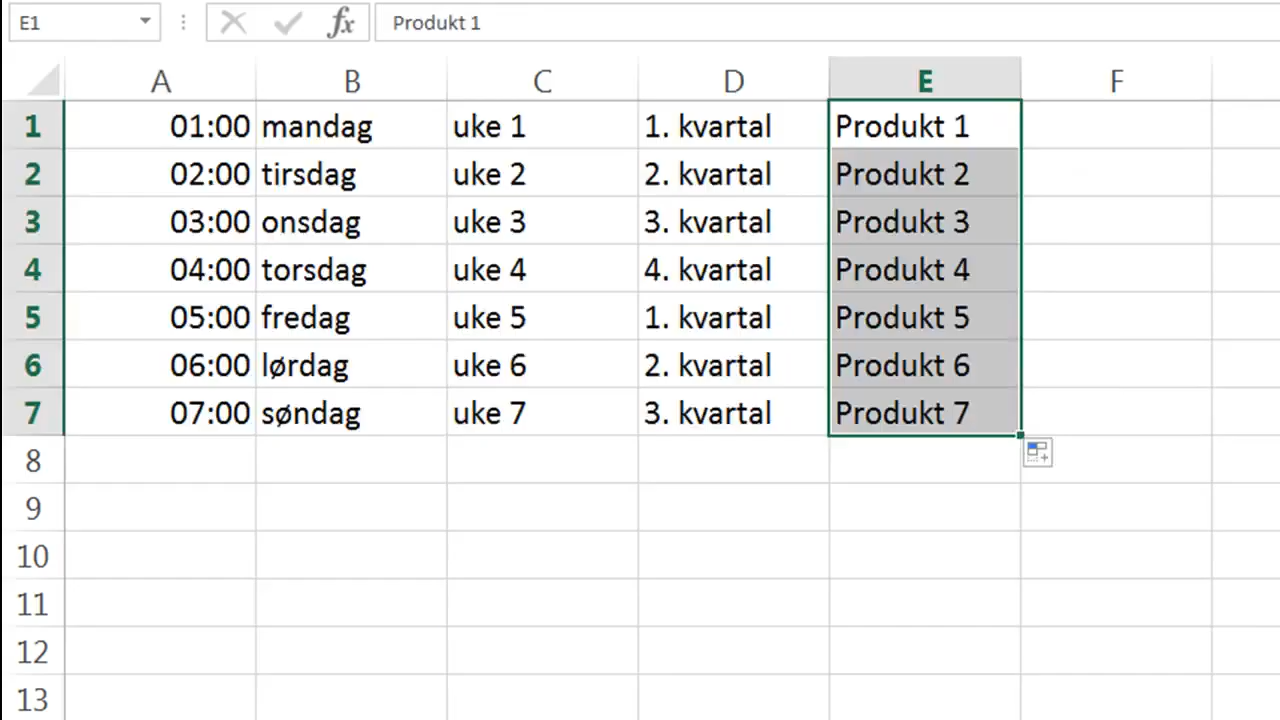 E1 fx Produkt 1
A B C D E F
1 01:00 mandag uke 1 1. kvartal Produkt 1
2 02:00 tirsdag uke 2 2. kvartal Produkt 2
3 03:00 onsdag uke 3 3. kvartal Produkt 3
4 04:00 torsdag uke 4 4. kvartal Produkt 4
5 05:00 fredag uke 5 1. kvartal Produkt 5
6 06:00 lørdag uke 6 2. kvartal Produkt 6
7 07:00 søndag uke 7 3. kvartal Produkt 7
8
9
10
11
12
13